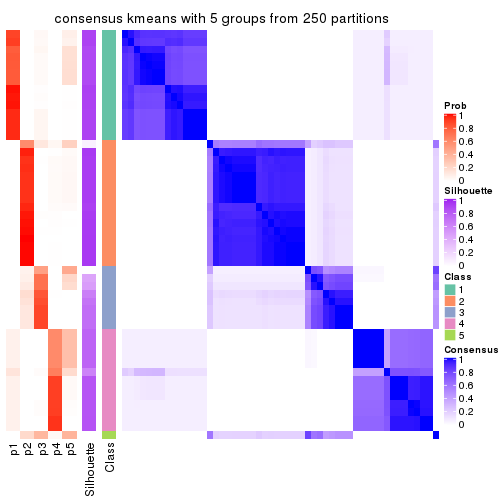 consensus kmeans with 5 groups from 250 partitions
Prob
1
0.8
0.6
0.4
0.2
0
Silhouette
1
0.8
0.6
0.4
0.2
0
Class
1
2
3
4
5
Consensus
1
0.8
0.6
0.4
0.2
0
p1
p2
p3
p4
p5
Silhouette
Class